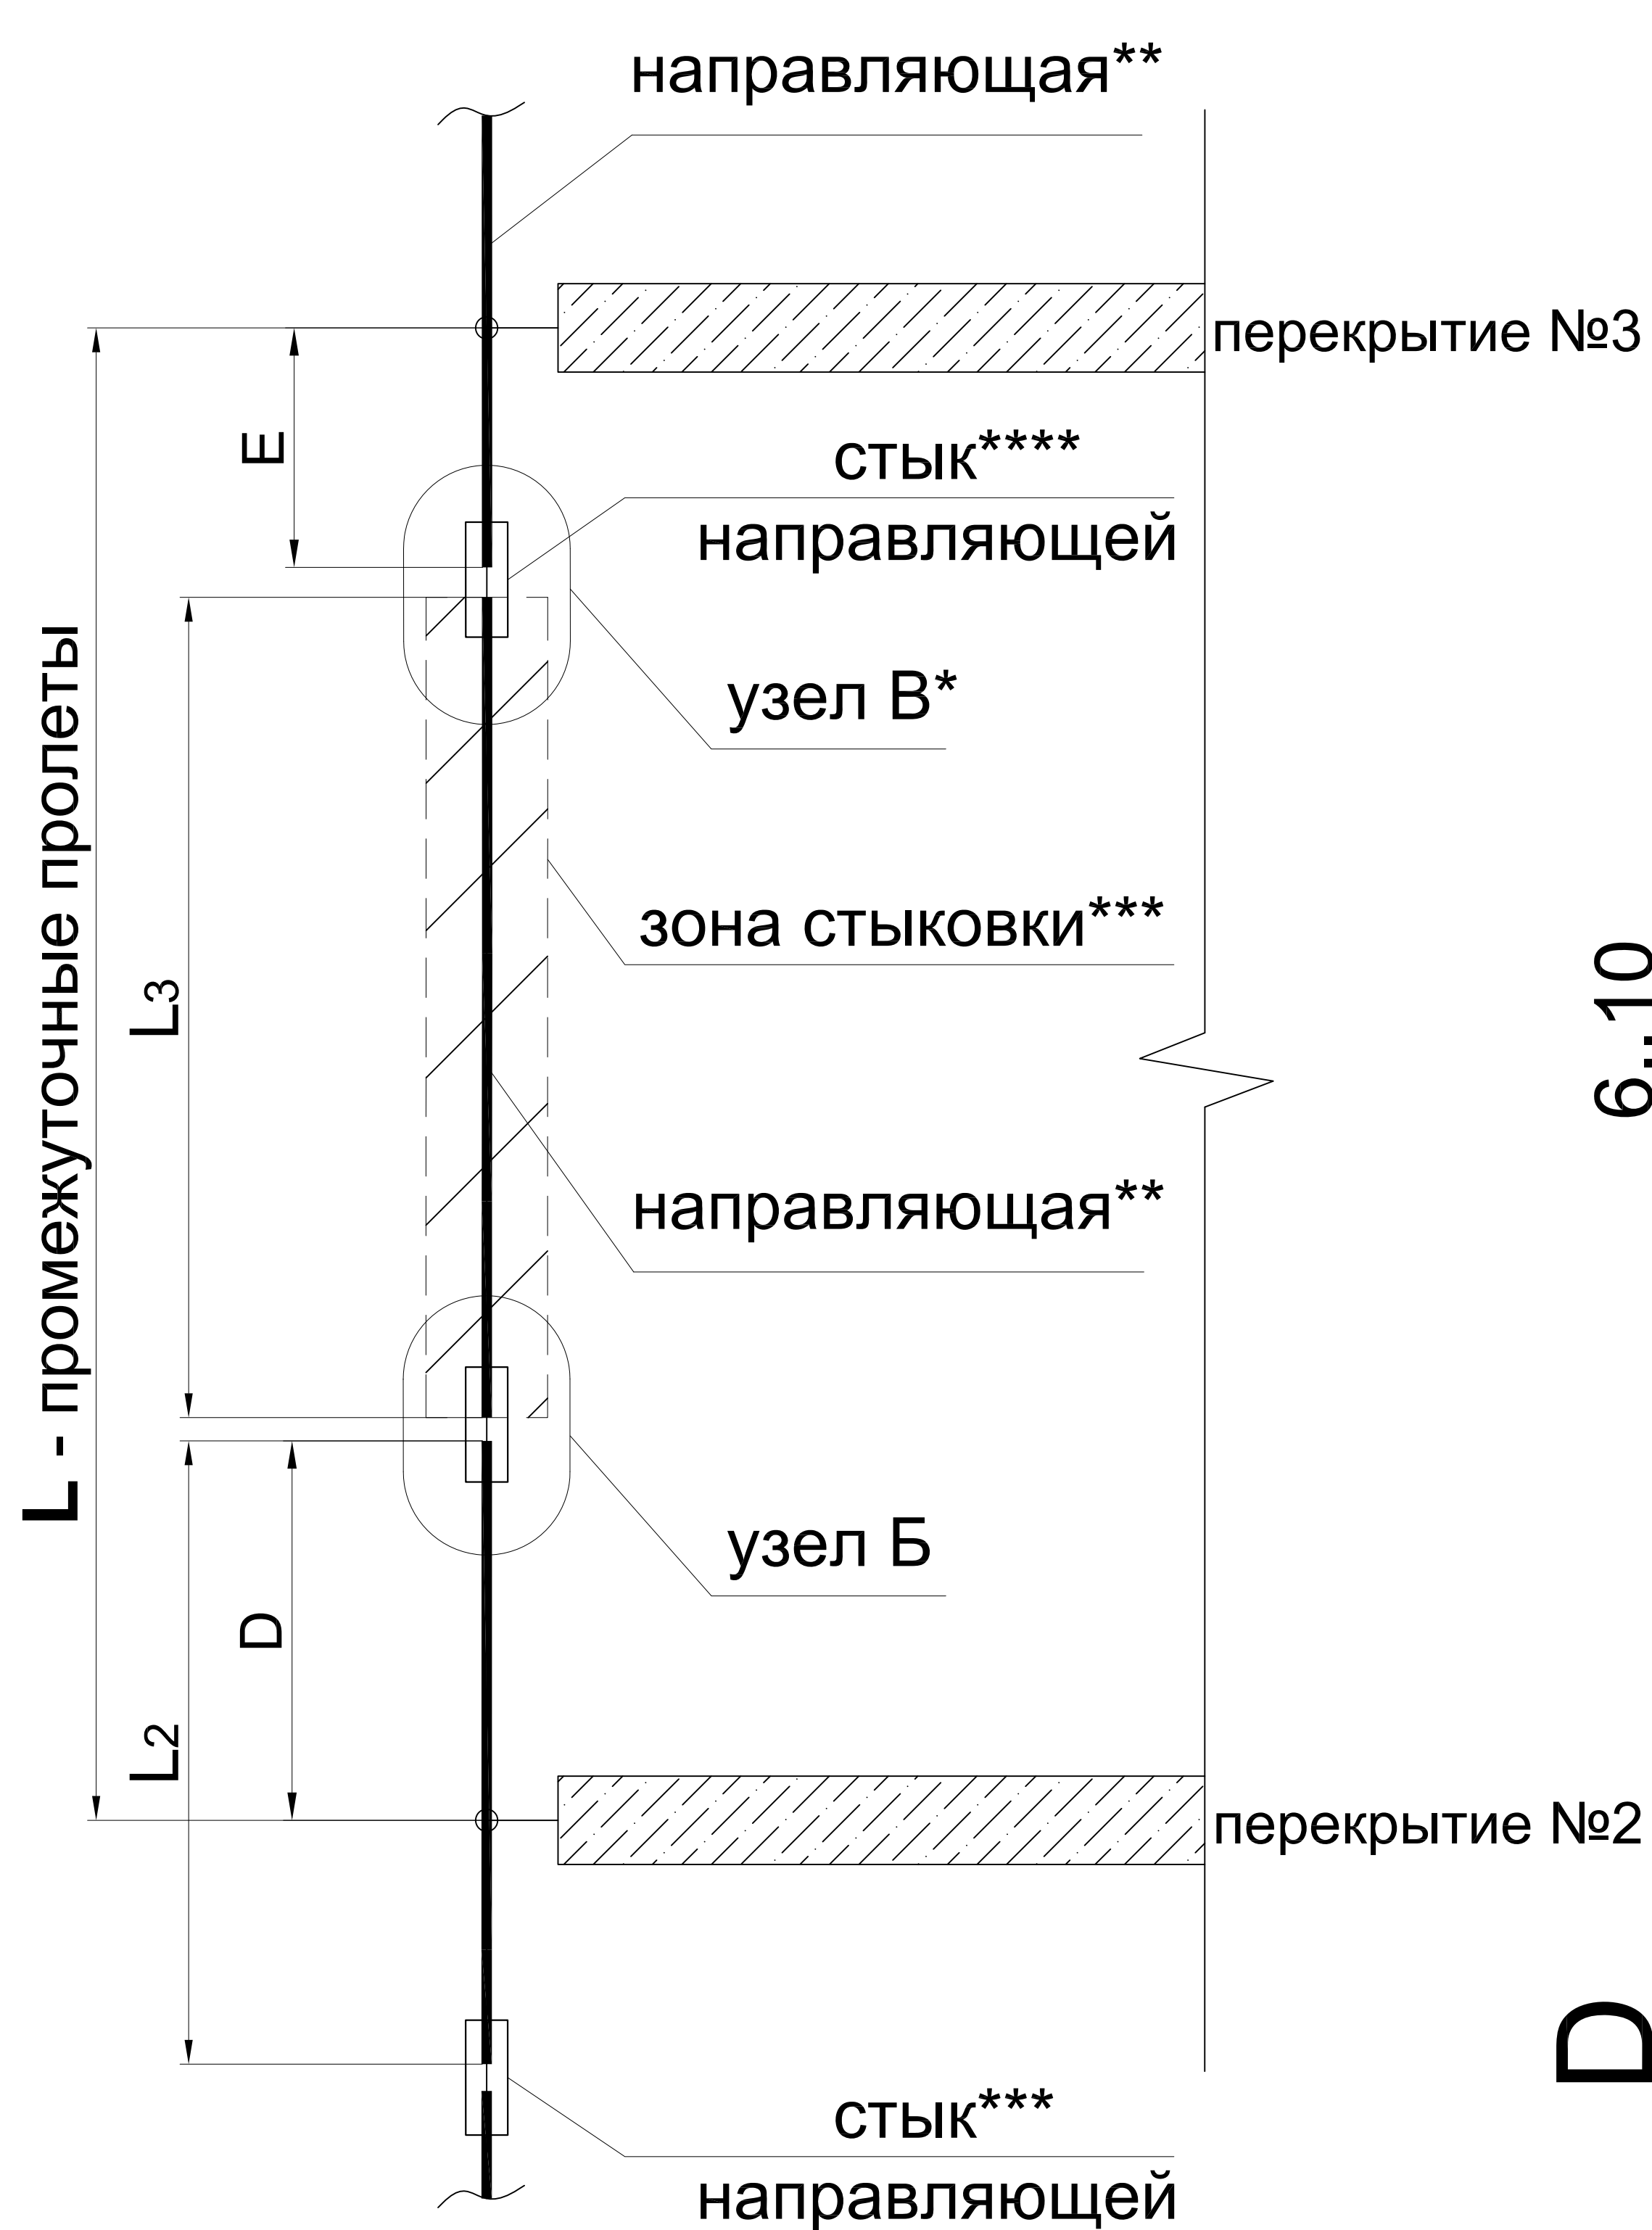 направляющая**
перекрытие №3
E
стык****
направляющей
узел В*
L - промежуточные пролеты
L3
зона стыковки***
6..10
направляющая**
узел Б
D
L2
перекрытие №2
D
стык***
направляющей